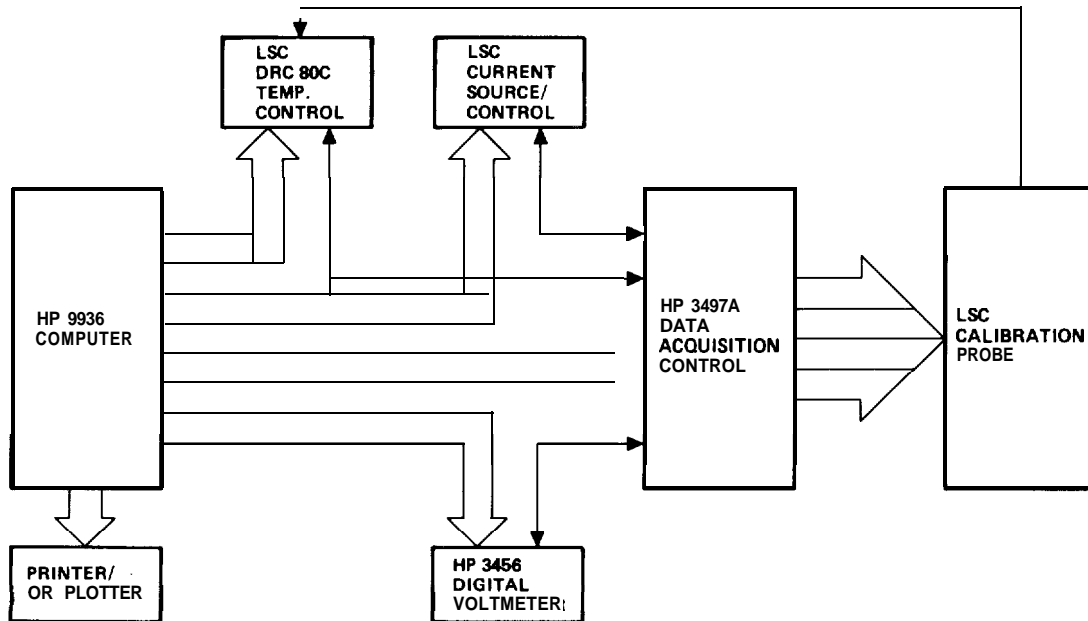 LSC
DRC 80C
TEMP.
CONTROL
LSC
CURRENT
SOURCE/
CONTROL
HP 9936
COMPUTER
HP 3497A
DATA
ACQUISITION
CONTROL
LSC
CALIBRATION
PROBE
PRINTER/
OR PLOTTER
HP 3456
DIGITAL
VOLTMETER